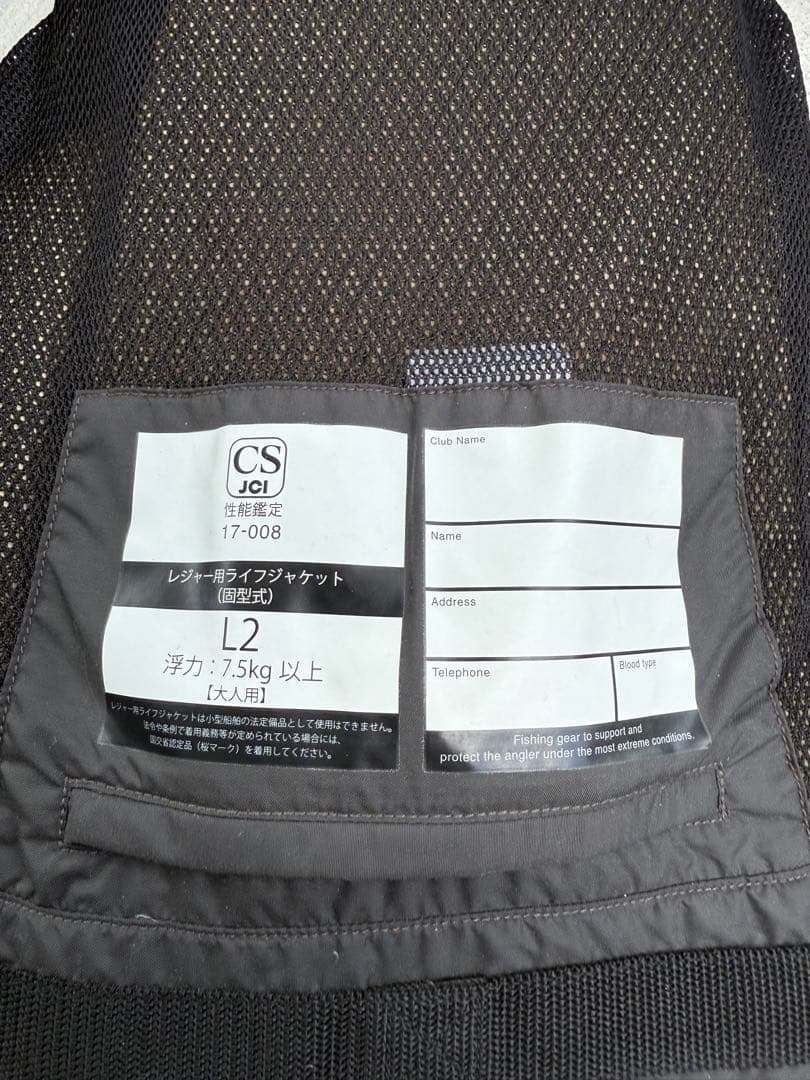 CS
JCI
性能鑑定
17-008
レジャー用ライフジャケット
(固型式)
L2
浮力：7.5kg 以上
【大人用】
レジャー用ライフジャケットは小型船舶の法定備品として使用はできません。
法令や条例で着用義務等が定められている場合には、
国交省認定品（桜マーク）を着用してください。
Club Name
Name
Address
Telephone
Blood type
Fishing gear to support and
protect the angler under the most extreme conditions.